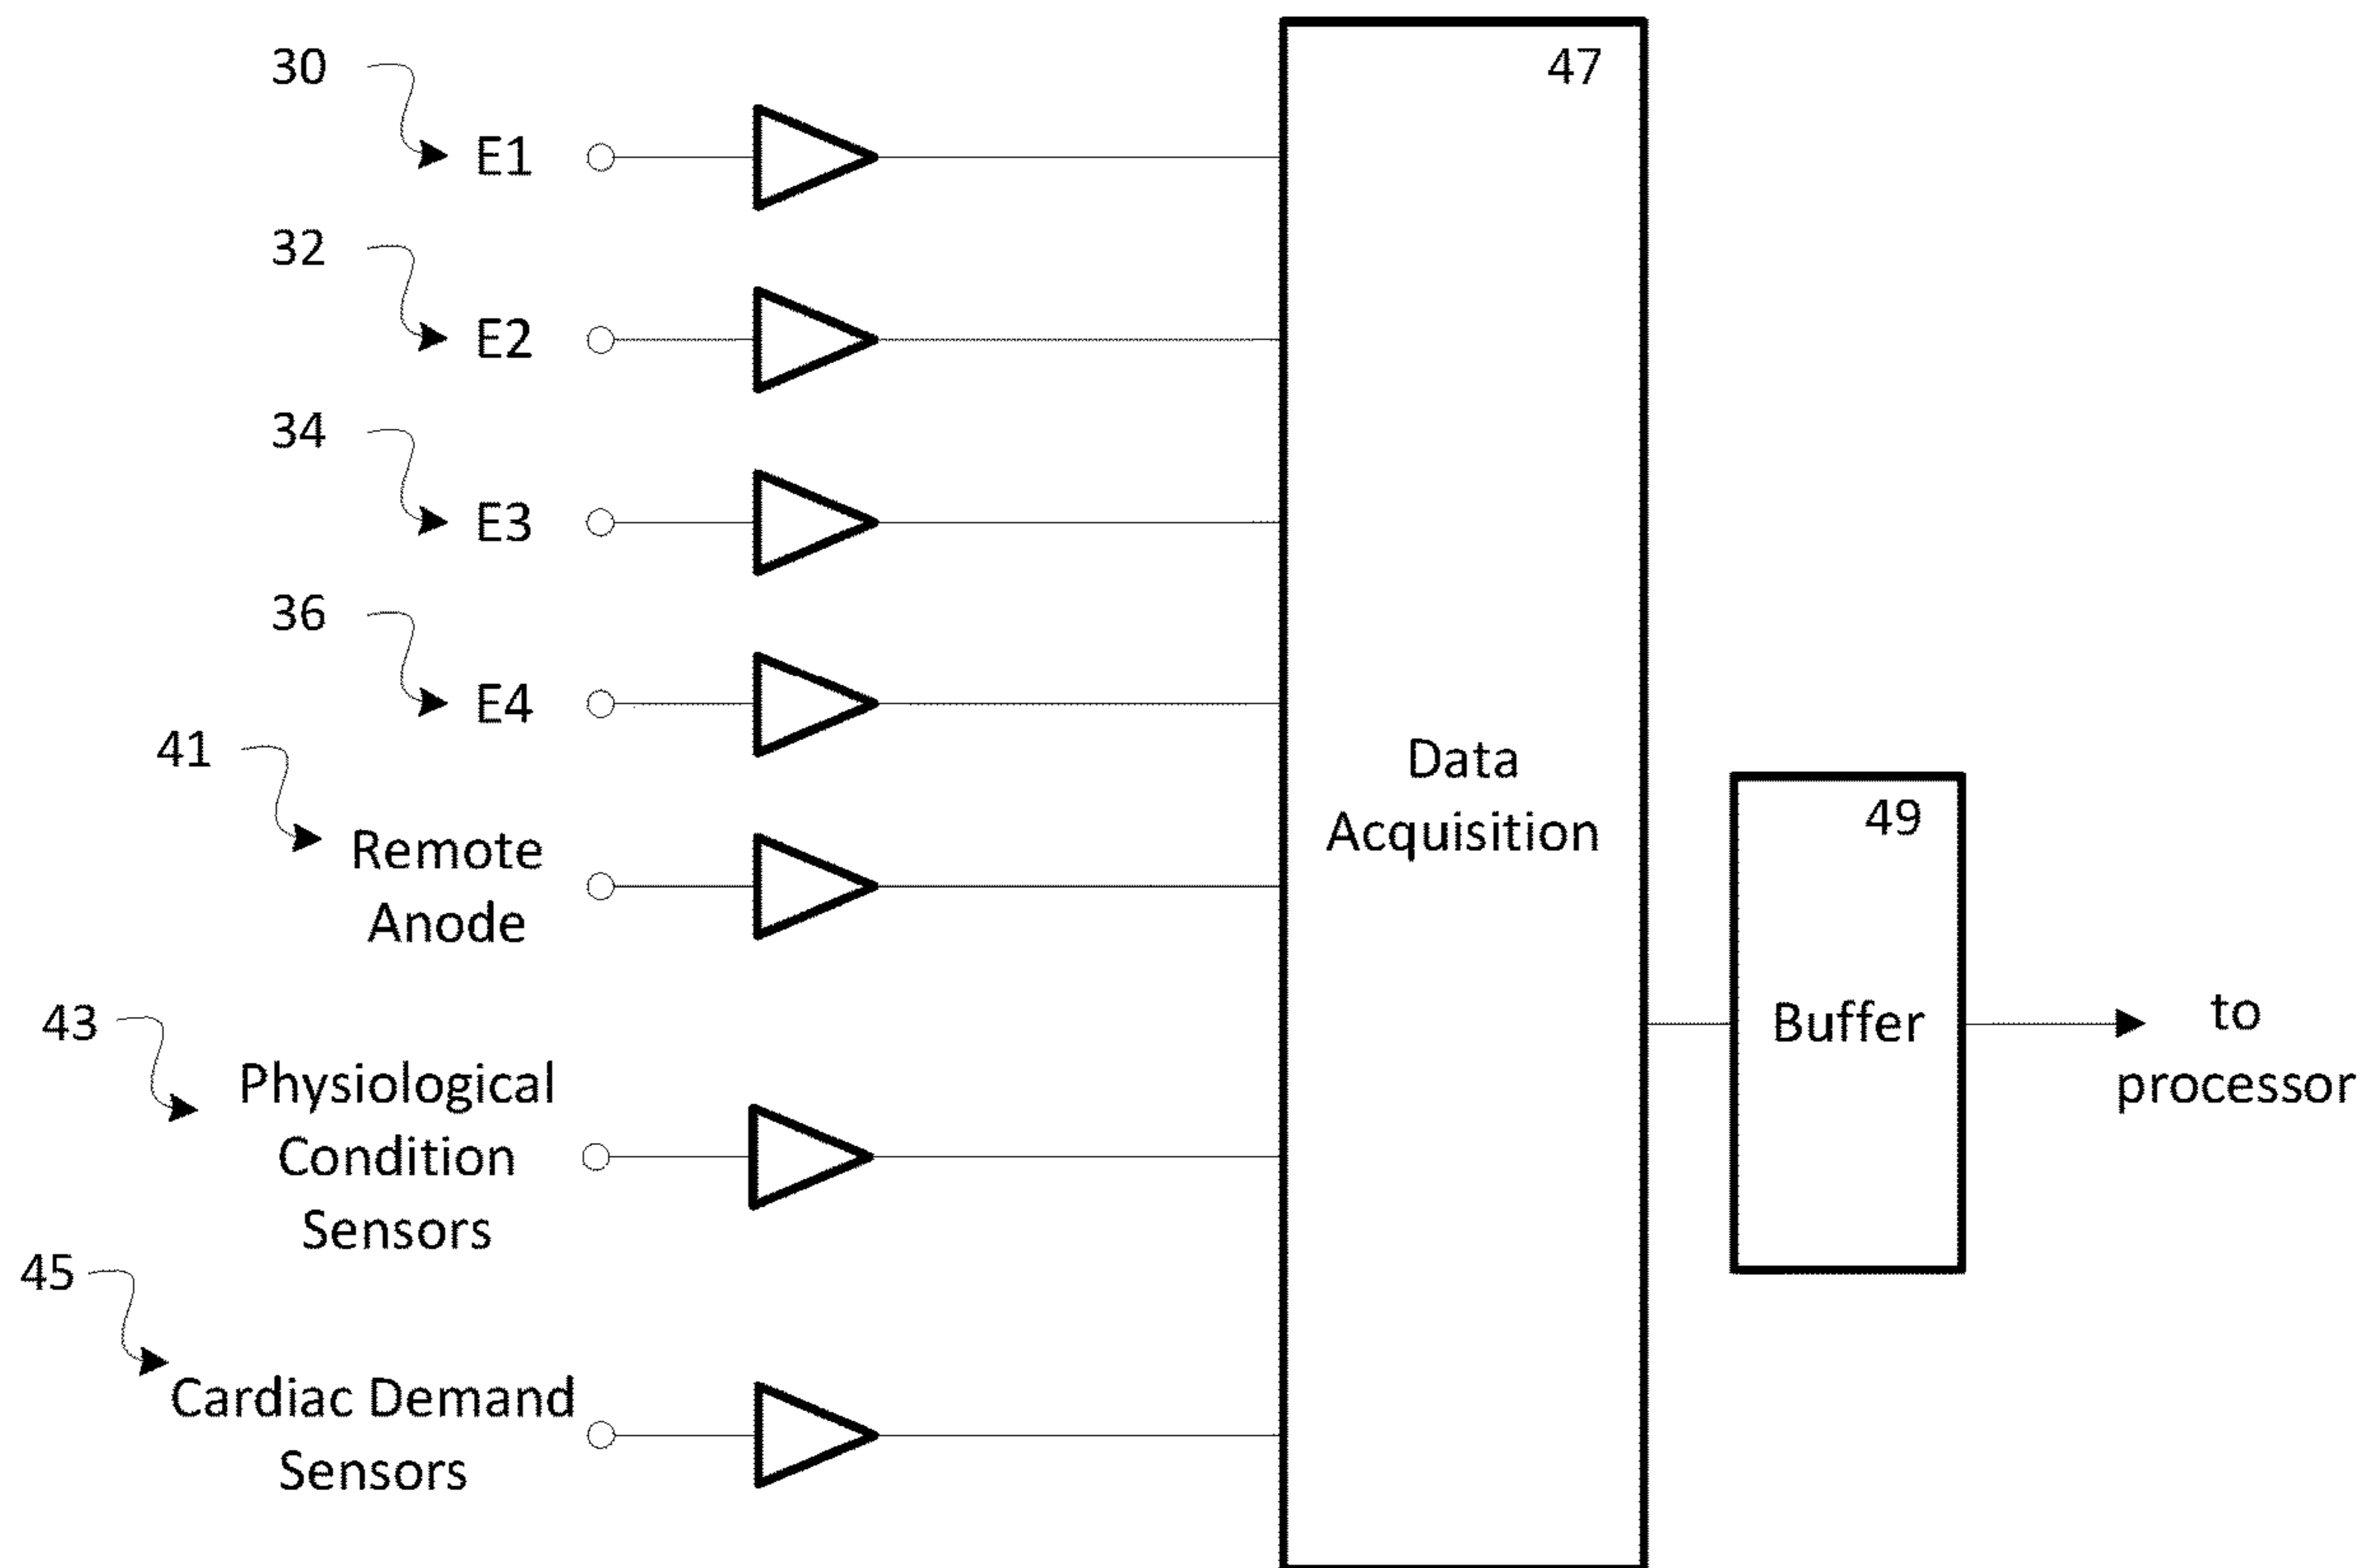 30
E1
32
E2
34
E3
36
E4
41
Remote
Anode
43
Physiological
Condition
Sensors
45
Cardiac Demand
Sensors
47
Data
Acquisition
49
Buffer
to
processor